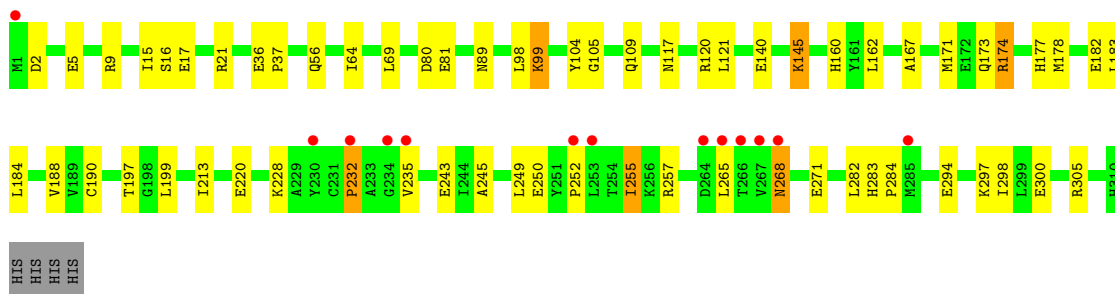 M1 D2 E5 R9 I15 S16 E17 R21 E36 P37 Q56 I64 L69 D80 E81 N89 L98 K99 Y104 G105 Q109 N117 R120 L121 E140 K145 H160 Y161 L162 A167 M171 E172 Q173 R174 H177 M178 E182 L183
L184 V188 V189 C190 T197 G198 L199 I213 E220 K228 A229 Y230 C231 P232 A233 G234 V235 E243 I244 A245 L249 E250 Y251 P252 L253 T254 I255 K256 R257 D264 L265 T266 V267 N268 E271 L282 H283 P284 M285 E294 K297 I298 L299 E300 R305 H310
HIS HIS HIS HIS